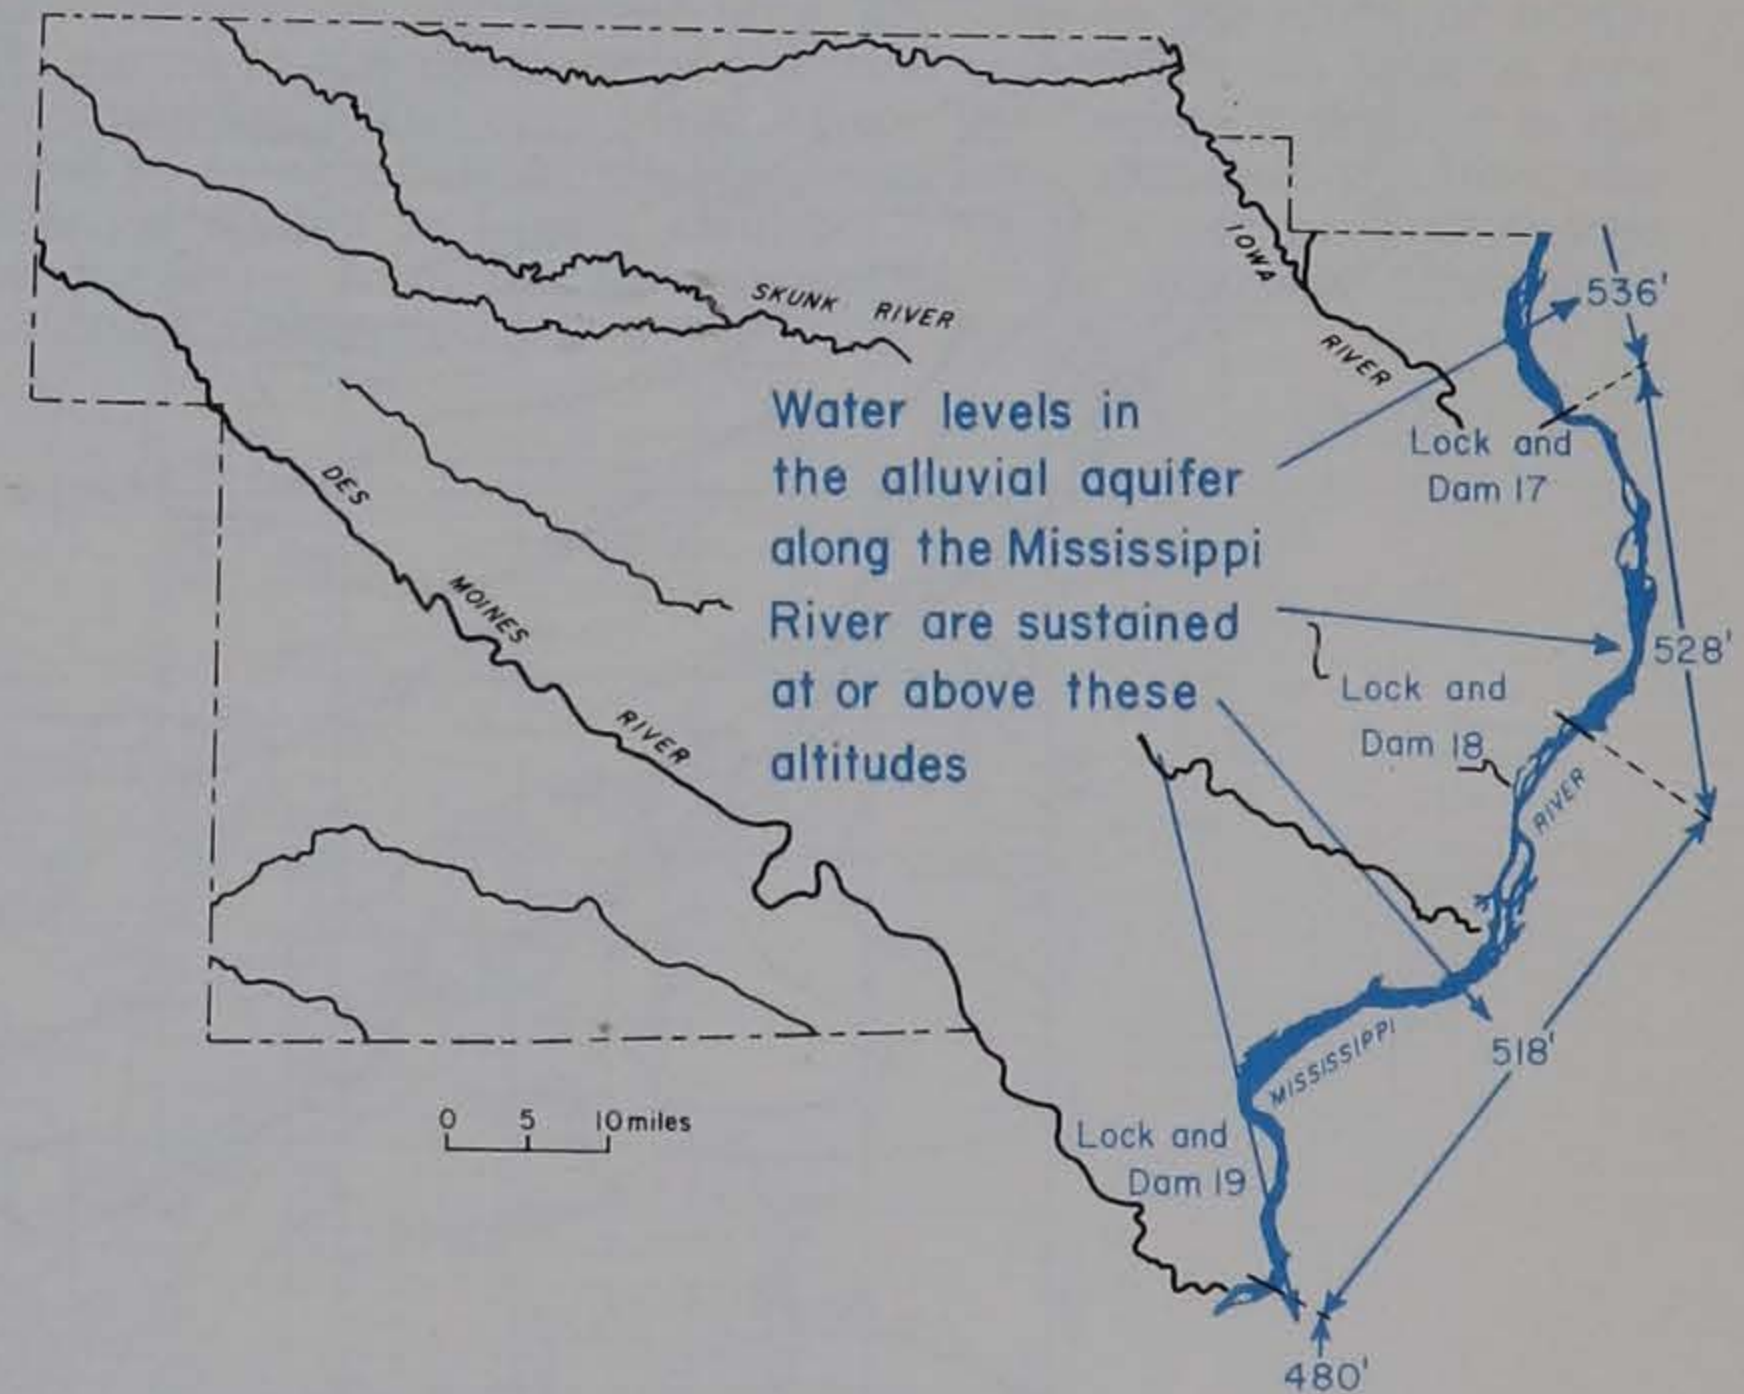 SKUNK RIVER
IOWA
RIVER
536'
Lock and
Dam 17
Water levels in
the alluvial aquifer
along the Mississippi
River are sustained
at or above these
altitudes
DES
MOINES
RIVER
528'
Lock and
Dam 18
RIVER
MISSISSIPPI
518'
0 5 10 miles
Lock and
Dam 19
480'